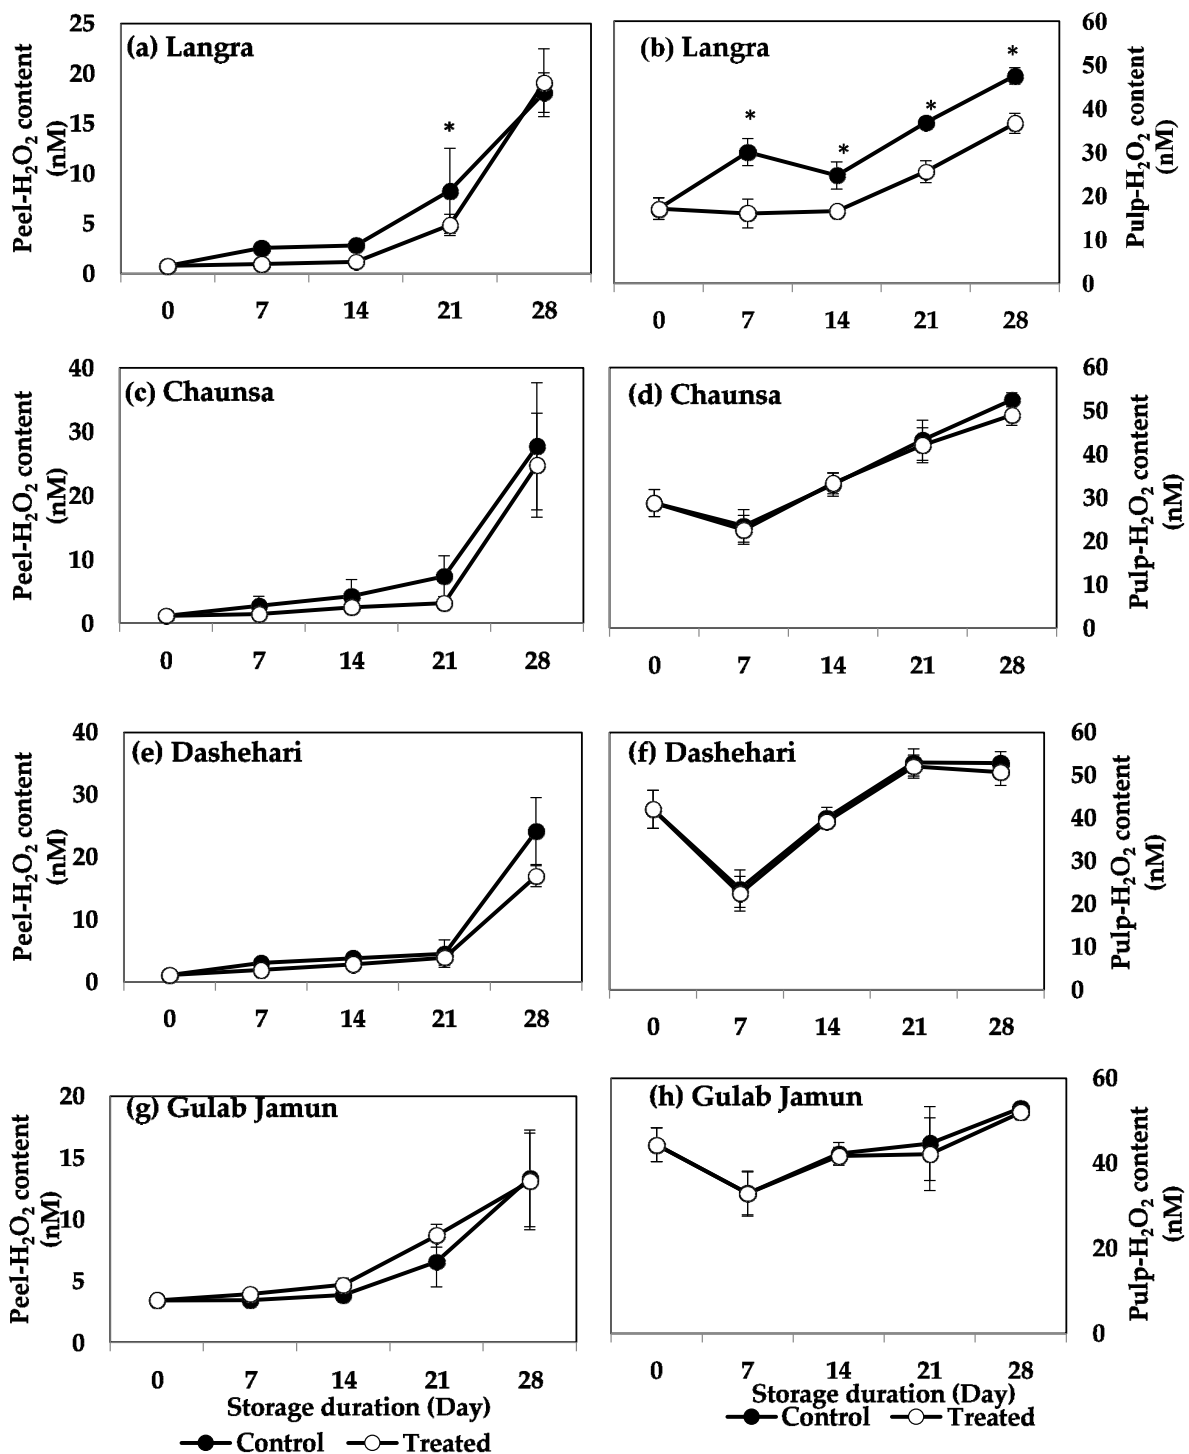 (a) Langra
Peel-H₂O₂ content
(nM)
25
20
15
10
5
0
*
0 7 14 21 28
(b) Langra
Pulp-H₂O₂ content
(nM)
60
50
40
30
20
10
0
* * * *
0 7 14 21 28
(c) Chaunsa
Peel-H₂O₂ content
(nM)
40
30
20
10
0
0 7 14 21 28
(d) Chaunsa
Pulp-H₂O₂ content
(nM)
60
50
40
30
20
10
0
0 7 14 21 28
(e) Dashehari
Peel-H₂O₂ content
(nM)
40
30
20
10
0
0 7 14 21 28
(f) Dashehari
Pulp-H₂O₂ content
(nM)
60
50
40
30
20
10
0
0 7 14 21 28
(g) Gulab Jamun
Peel-H₂O₂ content
(nM)
20
15
10
5
0
0 7 14 21 28
Storage duration (Day)
Control Treated
(h) Gulab Jamun
Pulp-H₂O₂ content
(nM)
60
40
20
0
0 7 14 21 28
Storage duration (Day)
Control Treated